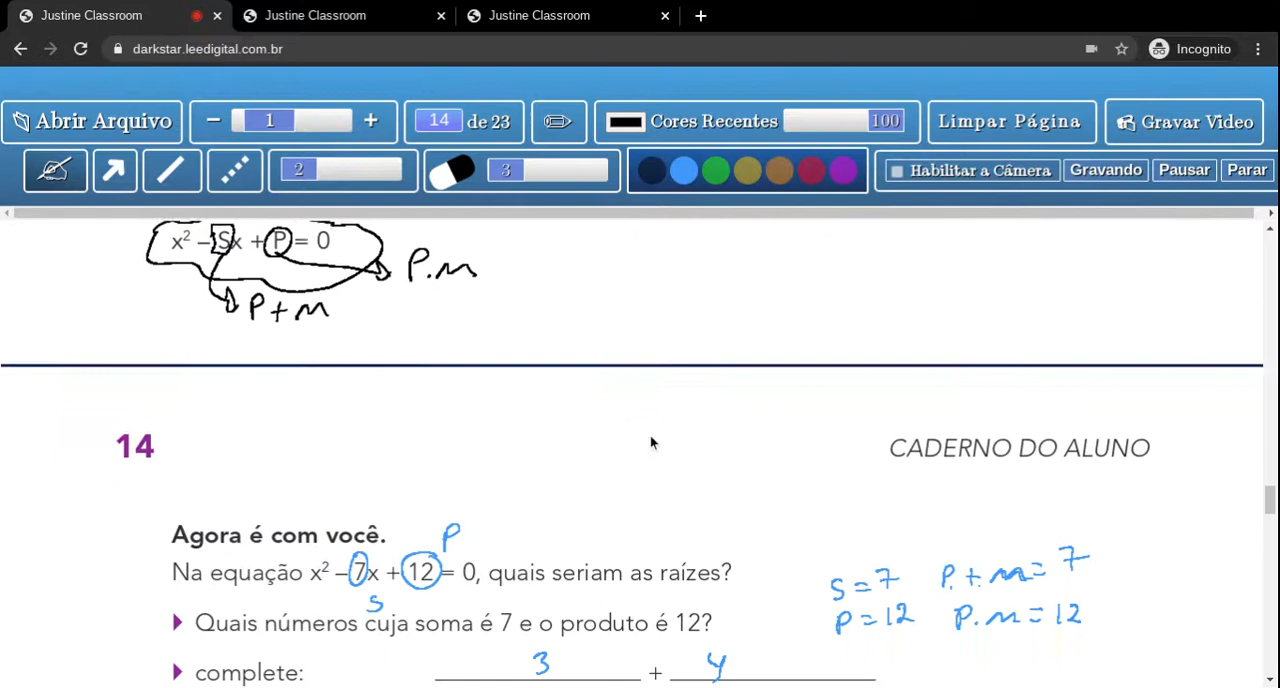 Justine Classroom Justine Classroom Justine Classroom
darkstar.leedigital.com.br Incognito
Abrir Arquivo − 1 + 14 de 23 Cores Recentes 100 Limpar Página Gravar Video
2 3 Habilitar a Câmera Gravando Pausar Parar
x² – Sx + P = 0
P.m
P+m
14 CADERNO DO ALUNO
Agora é com você.
P
Na equação x² – 7x + 12 = 0, quais seriam as raízes?
S
S=7 P+m=7
Quais números cuja soma é 7 e o produto é 12?
P=12 P.m=12
complete: 3 + 4